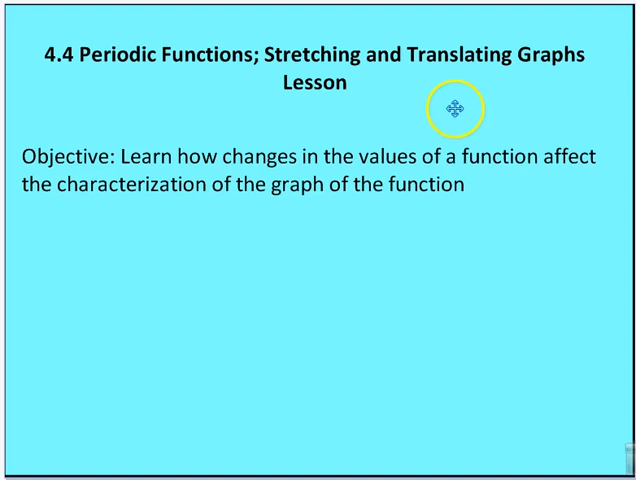 4.4 Periodic Functions; Stretching and Translating Graphs
Lesson
Objective: Learn how changes in the values of a function affect
the characterization of the graph of the function